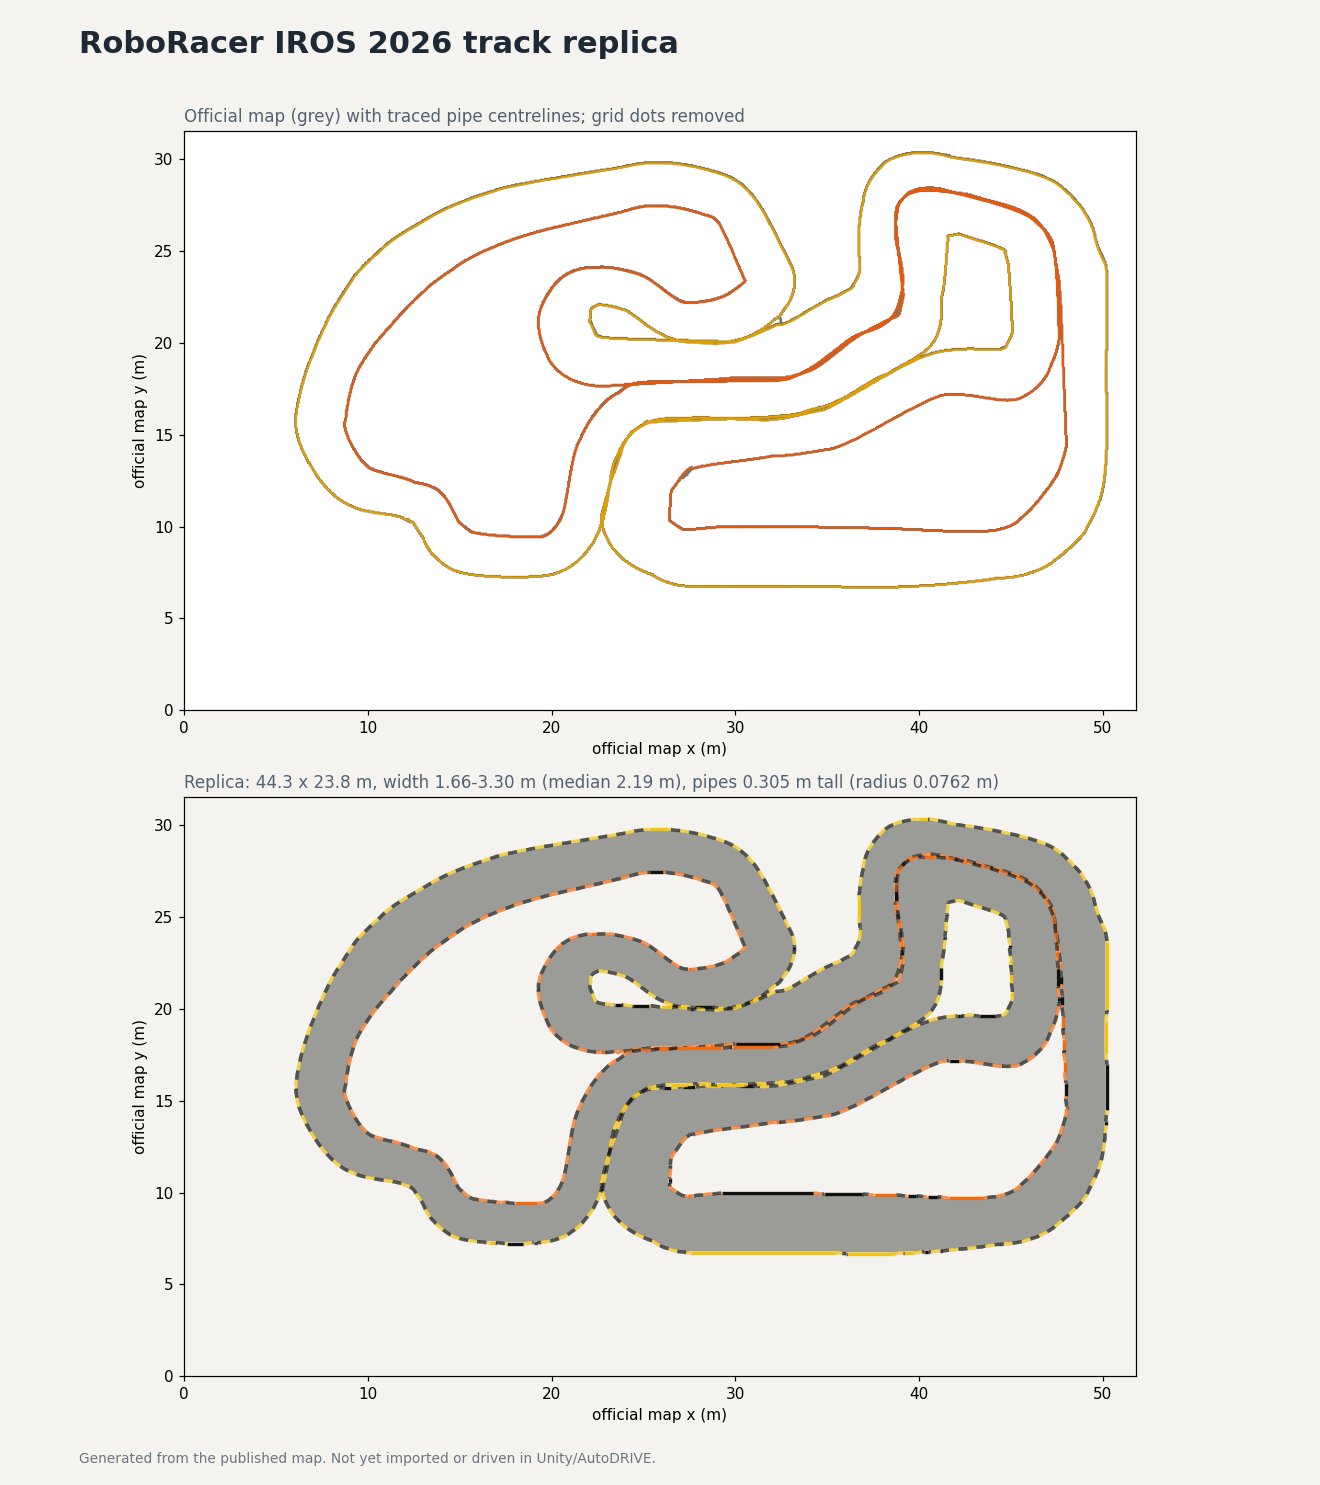 RoboRacer IROS 2026 track replica
Official map (grey) with traced pipe centrelines; grid dots removed
30
25
20
15
10
5
0
official map y (m)
0 10 20 30 40 50
official map x (m)
Replica: 44.3 x 23.8 m, width 1.66-3.30 m (median 2.19 m), pipes 0.305 m tall (radius 0.0762 m)
30
25
20
15
10
5
0
official map y (m)
0 10 20 30 40 50
official map x (m)
Generated from the published map. Not yet imported or driven in Unity/AutoDRIVE.